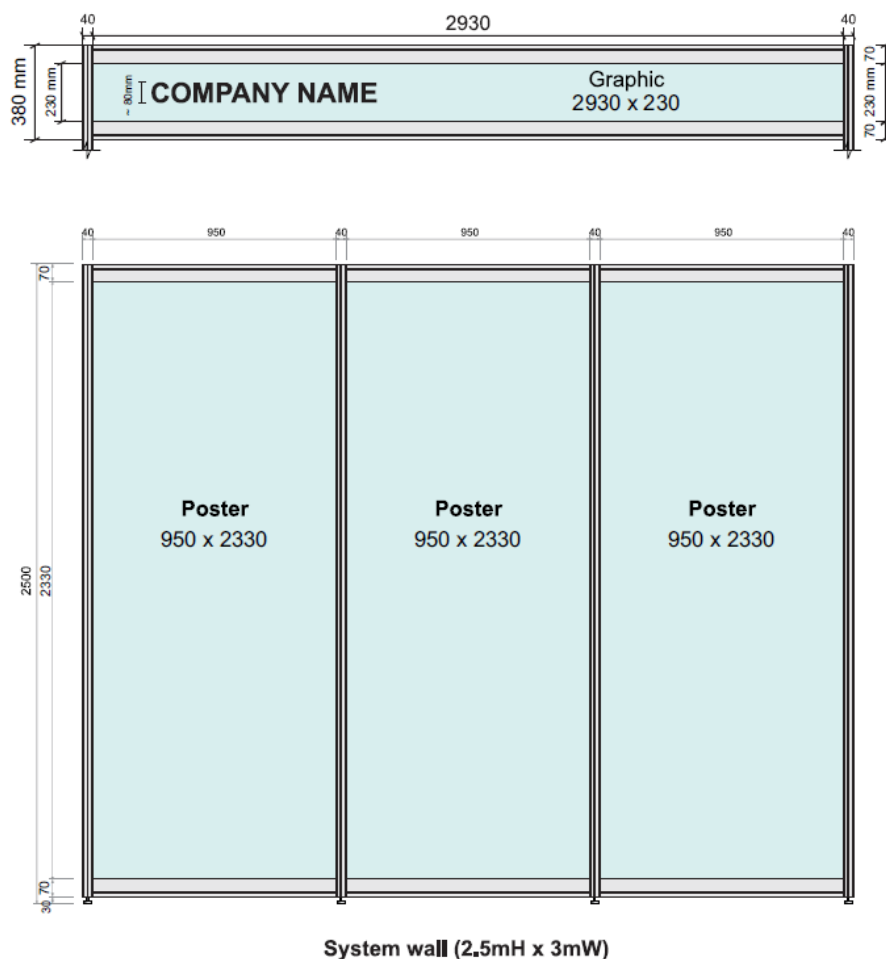 40 2930 40
380 mm
230 mm
~ 80mm
COMPANY NAME
Graphic
2930 x 230
70
230 mm
70
40 950 40 950 40 950 40
70
2500
2330
Poster
950 x 2330
Poster
950 x 2330
Poster
950 x 2330
70
30
System wall (2.5mH x 3mW)